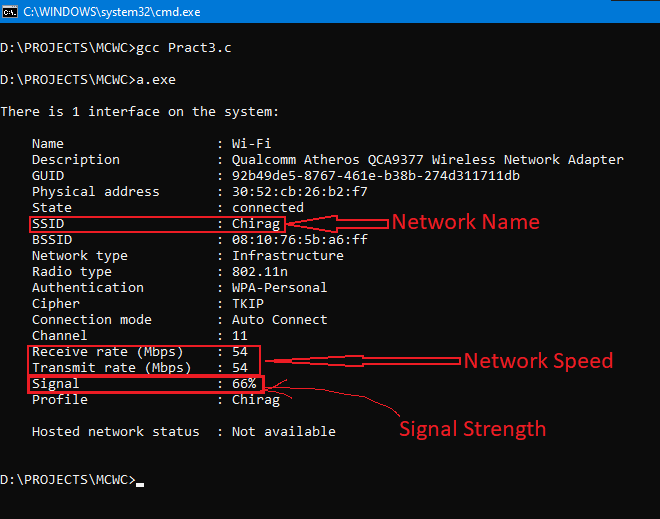 C:\WINDOWS\system32\cmd.exe
D:\PROJECTS\MCWC>gcc Pract3.c
D:\PROJECTS\MCWC>a.exe
There is 1 interface on the system:
Name : Wi-Fi
Description : Qualcomm Atheros QCA9377 Wireless Network Adapter
GUID : 92b49de5-8767-461e-b38b-274d311711db
Physical address : 30:52:cb:26:b2:f7
State : connected
SSID : Chirag Network Name
BSSID : 08:10:76:5b:a6:ff
Network type : Infrastructure
Radio type : 802.11n
Authentication : WPA-Personal
Cipher : TKIP
Connection mode : Auto Connect
Channel : 11
Receive rate (Mbps) : 54 Network Speed
Transmit rate (Mbps) : 54
Signal : 66%
Profile : Chirag
Signal Strength
Hosted network status : Not available
D:\PROJECTS\MCWC>